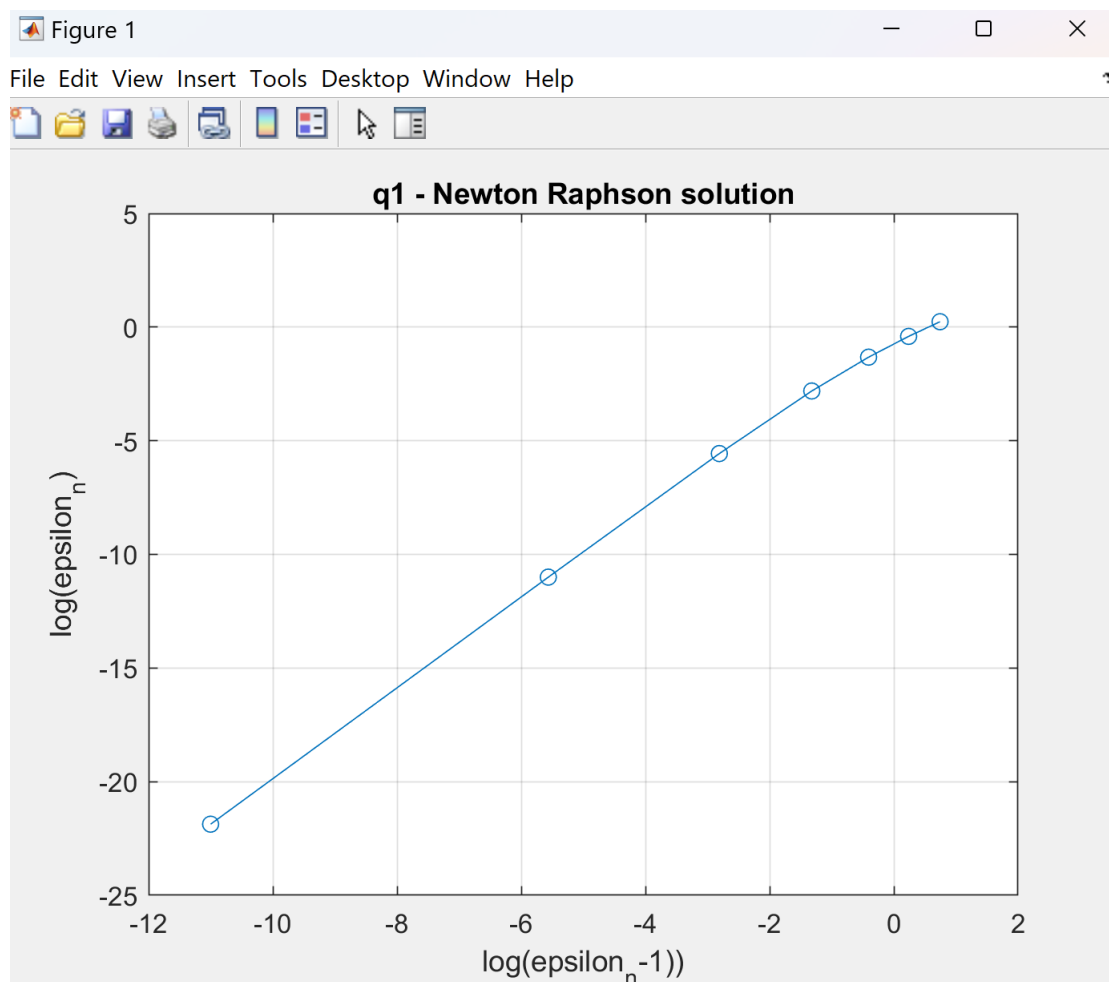 Figure 1
File Edit View Insert Tools Desktop Window Help
q1 - Newton Raphson solution
5
0
-5
-10
-15
-20
-25
log(epsilon_n)
-12 -10 -8 -6 -4 -2 0 2
log(epsilon_n-1))